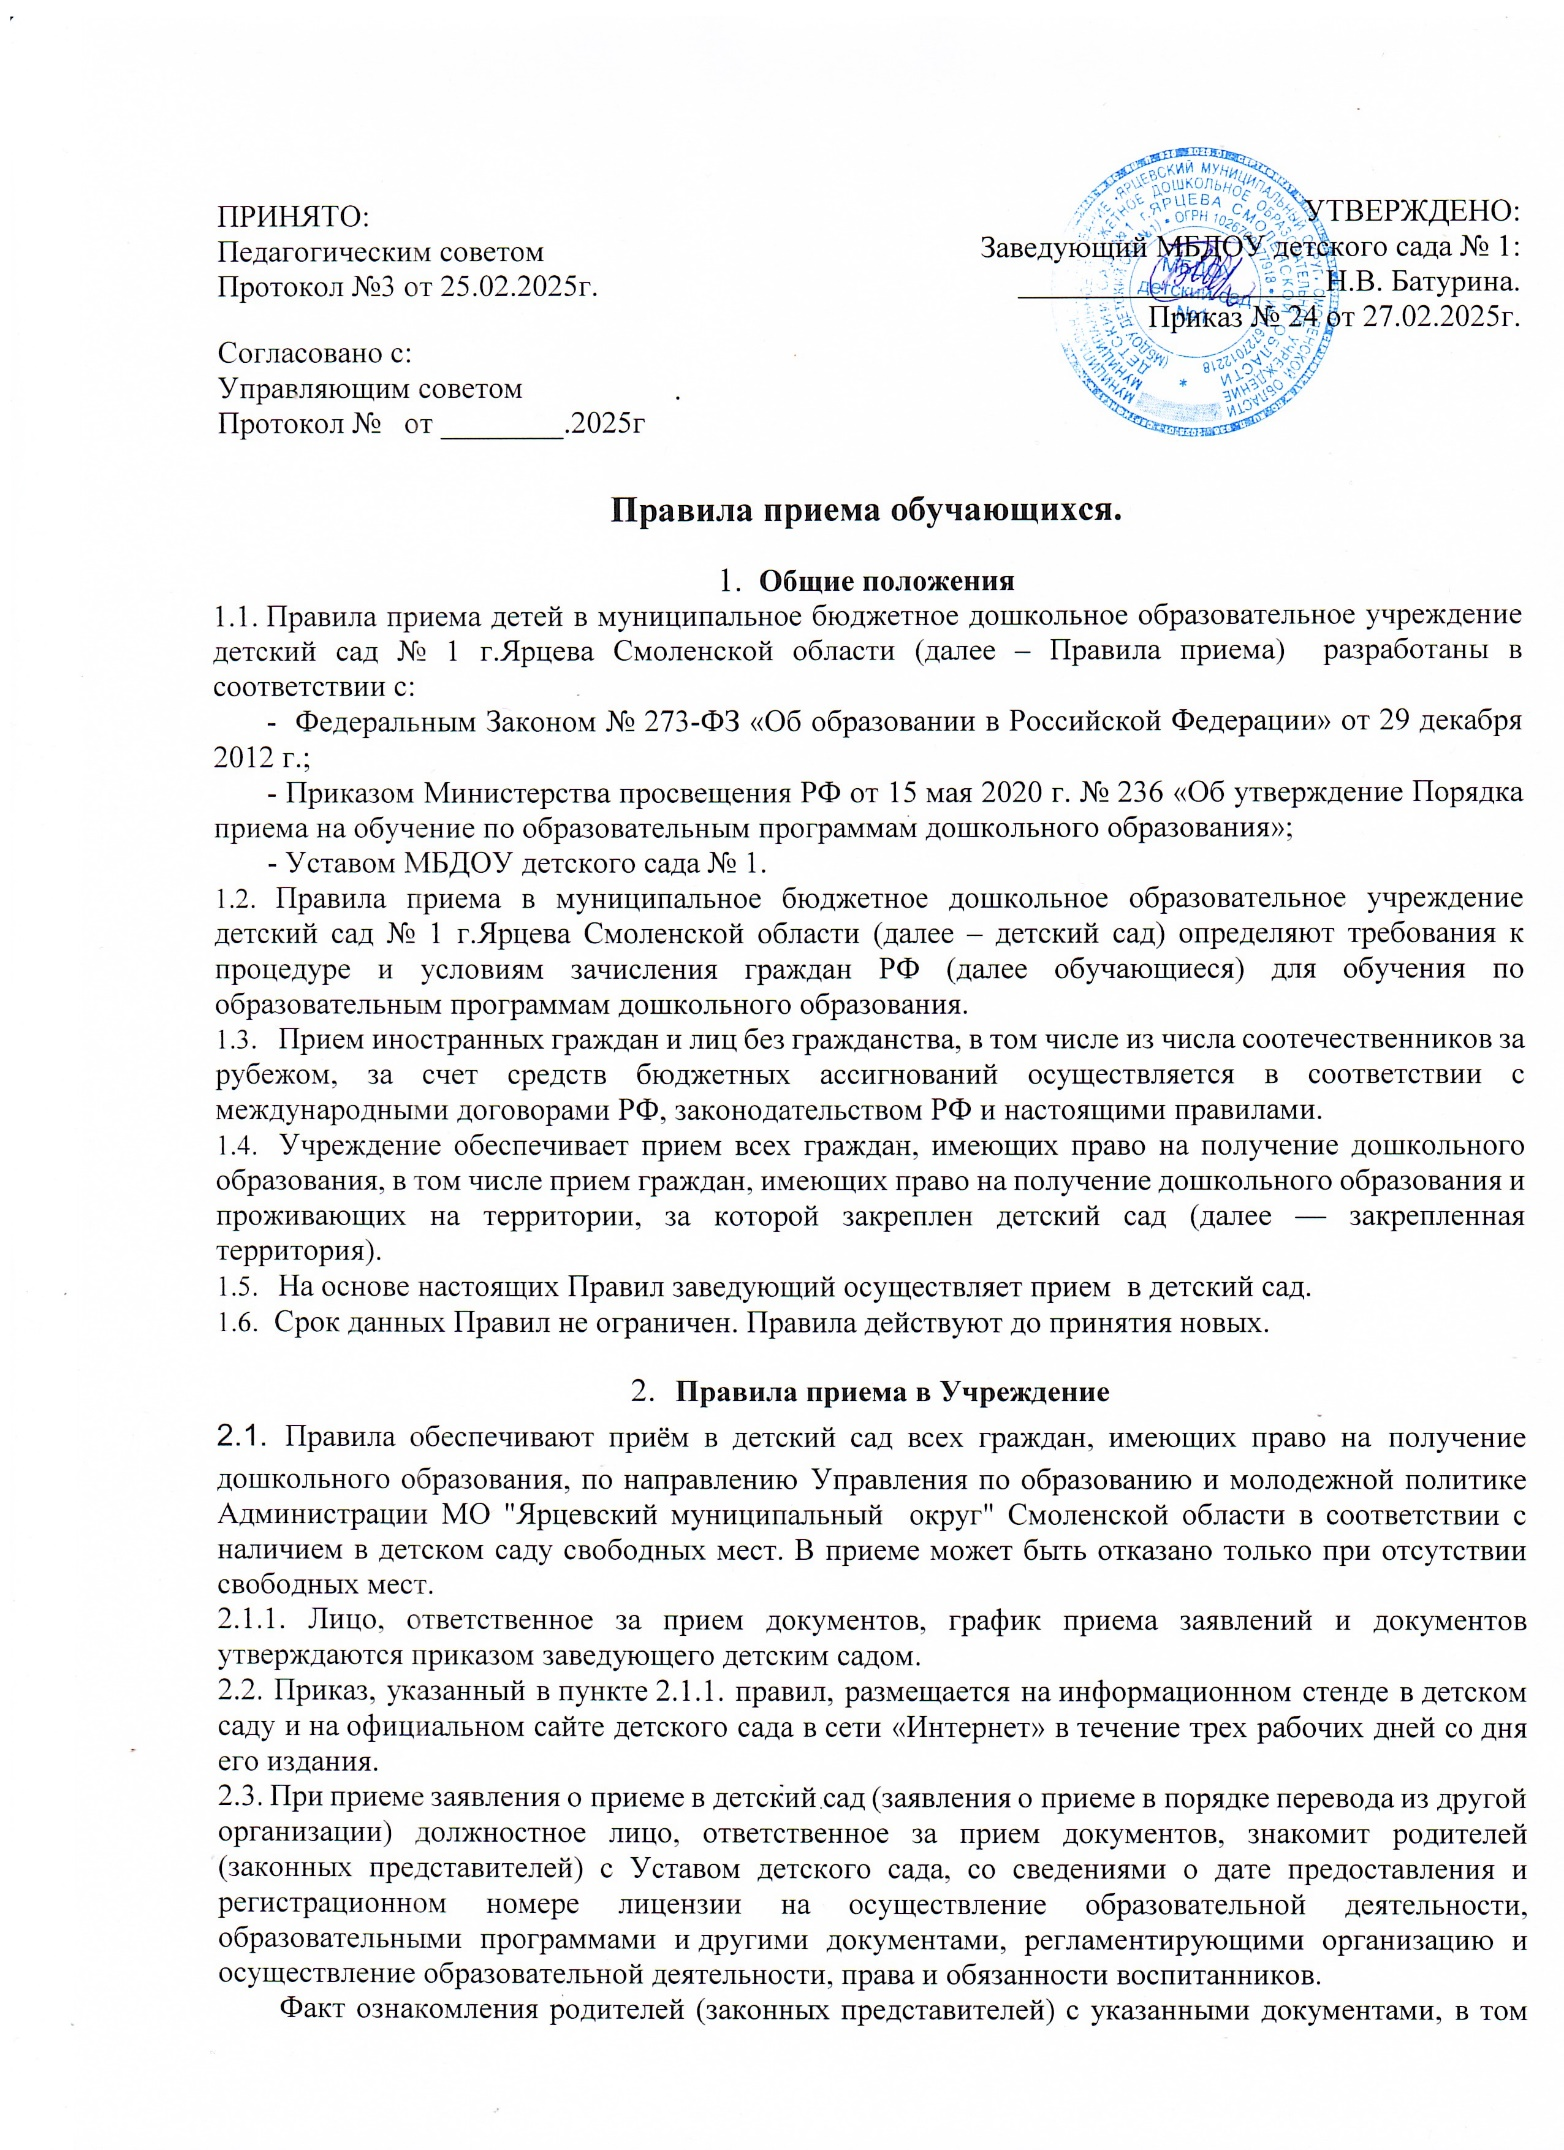 ПРИНЯТО:
Педагогическим советом
Протокол №3 от 25.02.2025г.
УТВЕРЖДЕНО:
Заведующий МБДОУ детского сада № 1:
____________________Н.В. Батурина.
Приказ № 24 от 27.02.2025г.
Согласовано с:
Управляющим советом
Протокол № от ________.2025г
МБДОУ
детский сад
№1
Правила приема обучающихся.
1. Общие положения
1.1. Правила приема детей в муниципальное бюджетное дошкольное образовательное учреждение
детский сад № 1 г.Ярцева Смоленской области (далее – Правила приема) разработаны в
соответствии с:
- Федеральным Законом № 273-ФЗ «Об образовании в Российской Федерации» от 29 декабря
2012 г.;
- Приказом Министерства просвещения РФ от 15 мая 2020 г. № 236 «Об утверждение Порядка
приема на обучение по образовательным программам дошкольного образования»;
- Уставом МБДОУ детского сада № 1.
1.2. Правила приема в муниципальное бюджетное дошкольное образовательное учреждение
детский сад № 1 г.Ярцева Смоленской области (далее – детский сад) определяют требования к
процедуре и условиям зачисления граждан РФ (далее обучающиеся) для обучения по
образовательным программам дошкольного образования.
1.3. Прием иностранных граждан и лиц без гражданства, в том числе из числа соотечественников за
рубежом, за счет средств бюджетных ассигнований осуществляется в соответствии с
международными договорами РФ, законодательством РФ и настоящими правилами.
1.4. Учреждение обеспечивает прием всех граждан, имеющих право на получение дошкольного
образования, в том числе прием граждан, имеющих право на получение дошкольного образования и
проживающих на территории, за которой закреплен детский сад (далее — закрепленная
территория).
1.5. На основе настоящих Правил заведующий осуществляет прием в детский сад.
1.6. Срок данных Правил не ограничен. Правила действуют до принятия новых.
2. Правила приема в Учреждение
2.1. Правила обеспечивают приём в детский сад всех граждан, имеющих право на получение
дошкольного образования, по направлению Управления по образованию и молодежной политике
Администрации МО "Ярцевский муниципальный округ" Смоленской области в соответствии с
наличием в детском саду свободных мест. В приеме может быть отказано только при отсутствии
свободных мест.
2.1.1. Лицо, ответственное за прием документов, график приема заявлений и документов
утверждаются приказом заведующего детским садом.
2.2. Приказ, указанный в пункте 2.1.1. правил, размещается на информационном стенде в детском
саду и на официальном сайте детского сада в сети «Интернет» в течение трех рабочих дней со дня
его издания.
2.3. При приеме заявления о приеме в детский сад (заявления о приеме в порядке перевода из другой
организации) должностное лицо, ответственное за прием документов, знакомит родителей
(законных представителей) с Уставом детского сада, со сведениями о дате предоставления и
регистрационном номере лицензии на осуществление образовательной деятельности,
образовательными программами и другими документами, регламентирующими организацию и
осуществление образовательной деятельности, права и обязанности воспитанников.
Факт ознакомления родителей (законных представителей) с указанными документами, в том